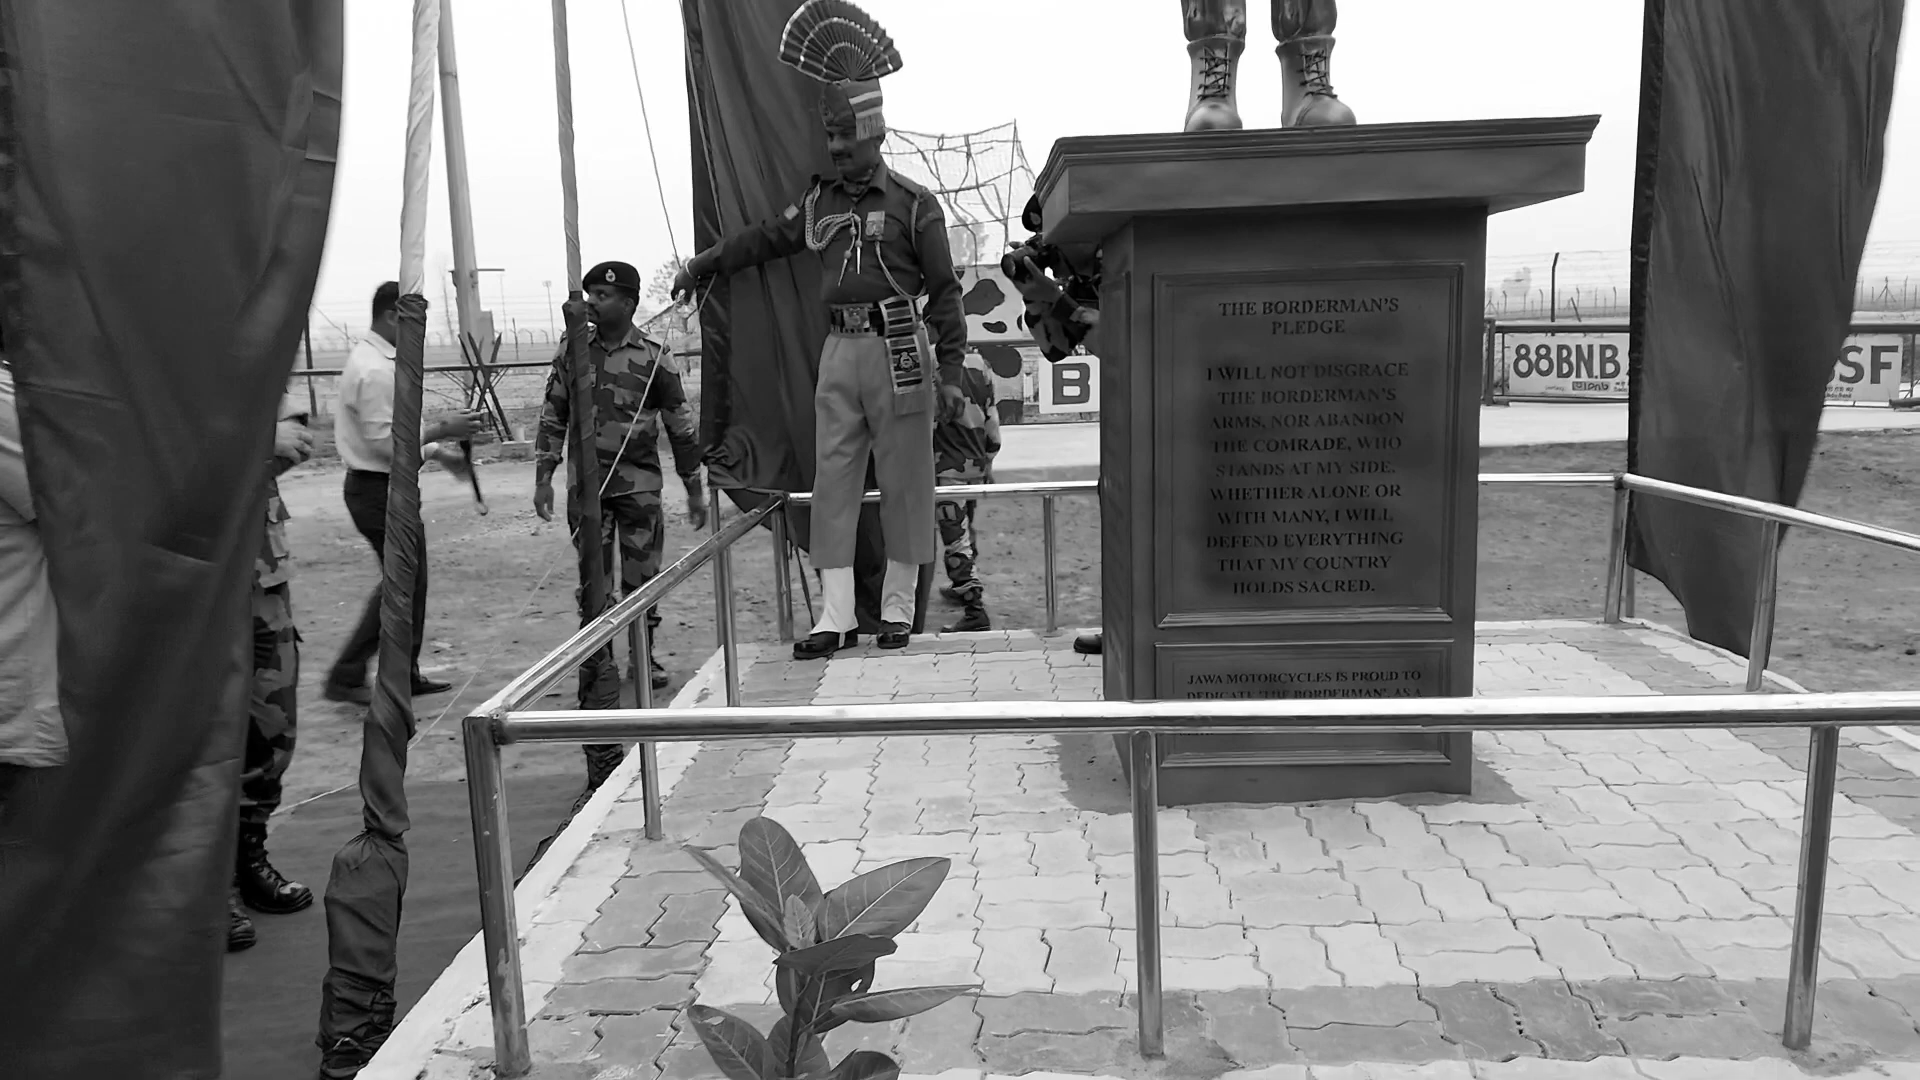 THE BORDERMAN'S
PLEDGE
I WILL NOT DISGRACE
THE BORDERMAN'S
ARMS, NOR ABANDON
THE COMRADE, WHO
STANDS AT MY SIDE.
WHETHER ALONE OR
WITH MANY, I WILL
DEFEND EVERYTHING
THAT MY COUNTRY
HOLDS SACRED.
JAWA MOTORCYCLES IS PROUD TO
DEDICATE 'THE BORDERMAN', AS A
B
88BN.B
SF
pnb